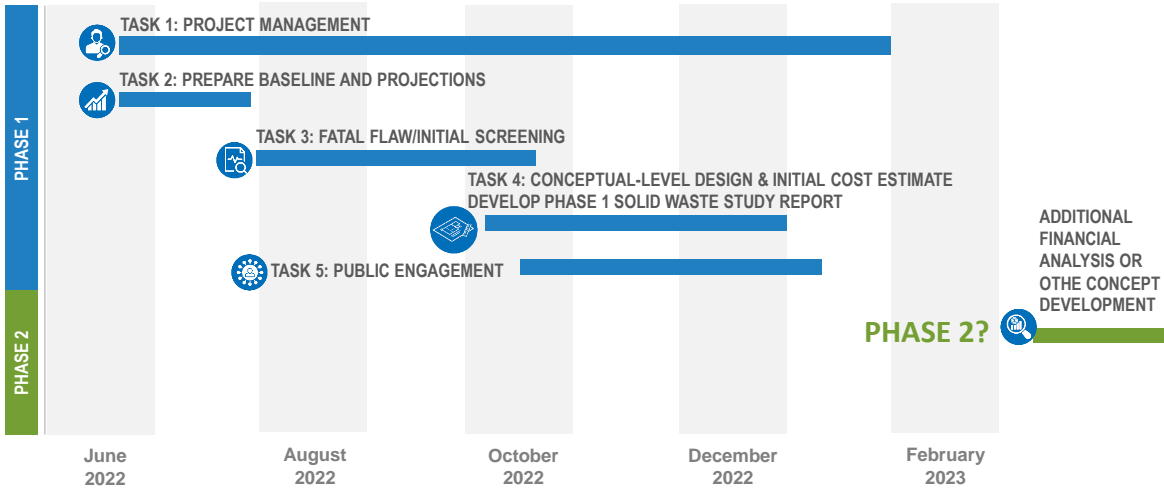 PHASE 1
TASK 1: PROJECT MANAGEMENT
TASK 2: PREPARE BASELINE AND PROJECTIONS
TASK 3: FATAL FLAW/INITIAL SCREENING
TASK 4: CONCEPTUAL-LEVEL DESIGN & INITIAL COST ESTIMATE
DEVELOP PHASE 1 SOLID WASTE STUDY REPORT
TASK 5: PUBLIC ENGAGEMENT
PHASE 2
PHASE 2?
ADDITIONAL
FINANCIAL
ANALYSIS OR
OTHE CONCEPT
DEVELOPMENT
June
2022
August
2022
October
2022
December
2022
February
2023